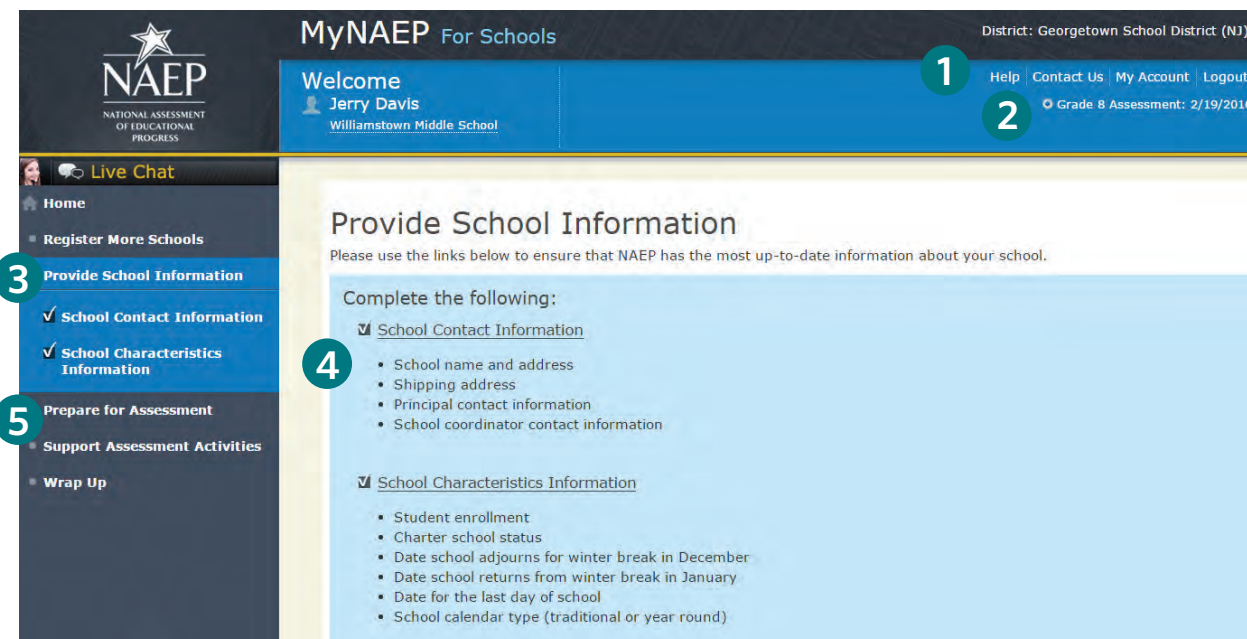 NAEP
NATIONAL ASSESSMENT
OF EDUCATIONAL
PROGRESS
MyNAEP For Schools
District: Georgetown School District (NJ)
Welcome
Jerry Davis
Williamstown Middle School
1
Help Contact Us My Account Logout
2
Grade 8 Assessment: 2/19/2016
Live Chat
Home
Register More Schools
3
Provide School Information
School Contact Information
School Characteristics
Information
5
Prepare for Assessment
Support Assessment Activities
Wrap Up
Provide School Information
Please use the links below to ensure that NAEP has the most up-to-date information about your school.
Complete the following:
School Contact Information
4
• School name and address
• Shipping address
• Principal contact information
• School coordinator contact information
School Characteristics Information
• Student enrollment
• Charter school status
• Date school adjourns for winter break in December
• Date school returns from winter break in January
• Date for the last day of school
• School calendar type (traditional or year round)